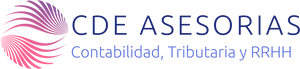 CDE ASESORIAS
Contabilidad, Tributaria y RRHH